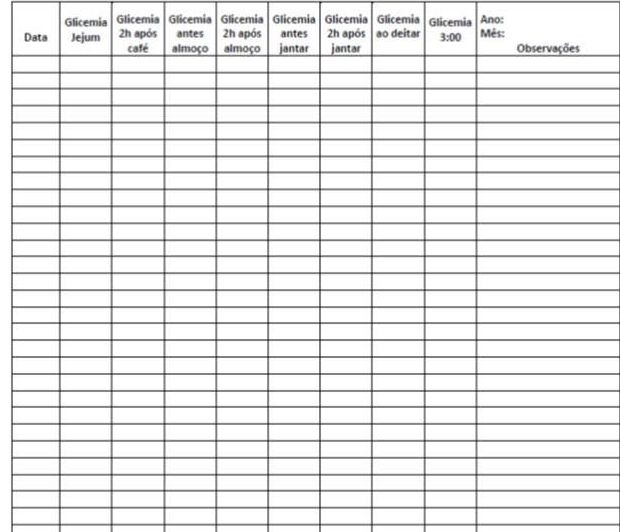 Data
Glicemia
Jejum
Glicemia
2h após
café
Glicemia
antes
almoço
Glicemia
2h após
almoço
Glicemia
antes
jantar
Glicemia
2h após
jantar
Glicemia
ao deitar
Glicemia
3:00
Ano:
Mês:
Observações